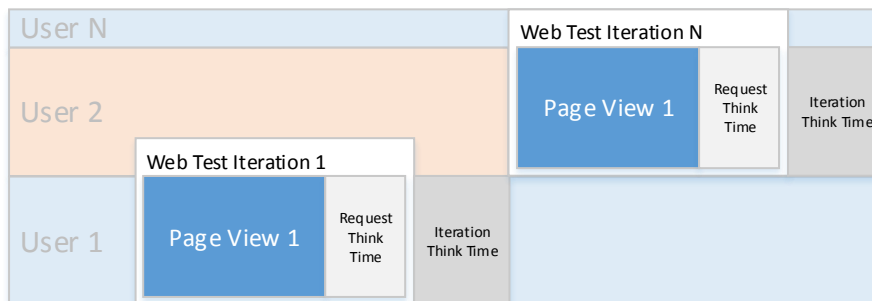 User N
Web Test Iteration N
User 2
Page View 1
Request
Think
Time
Iteration
Think Time
Web Test Iteration 1
User 1
Page View 1
Request
Think
Time
Iteration
Think Time